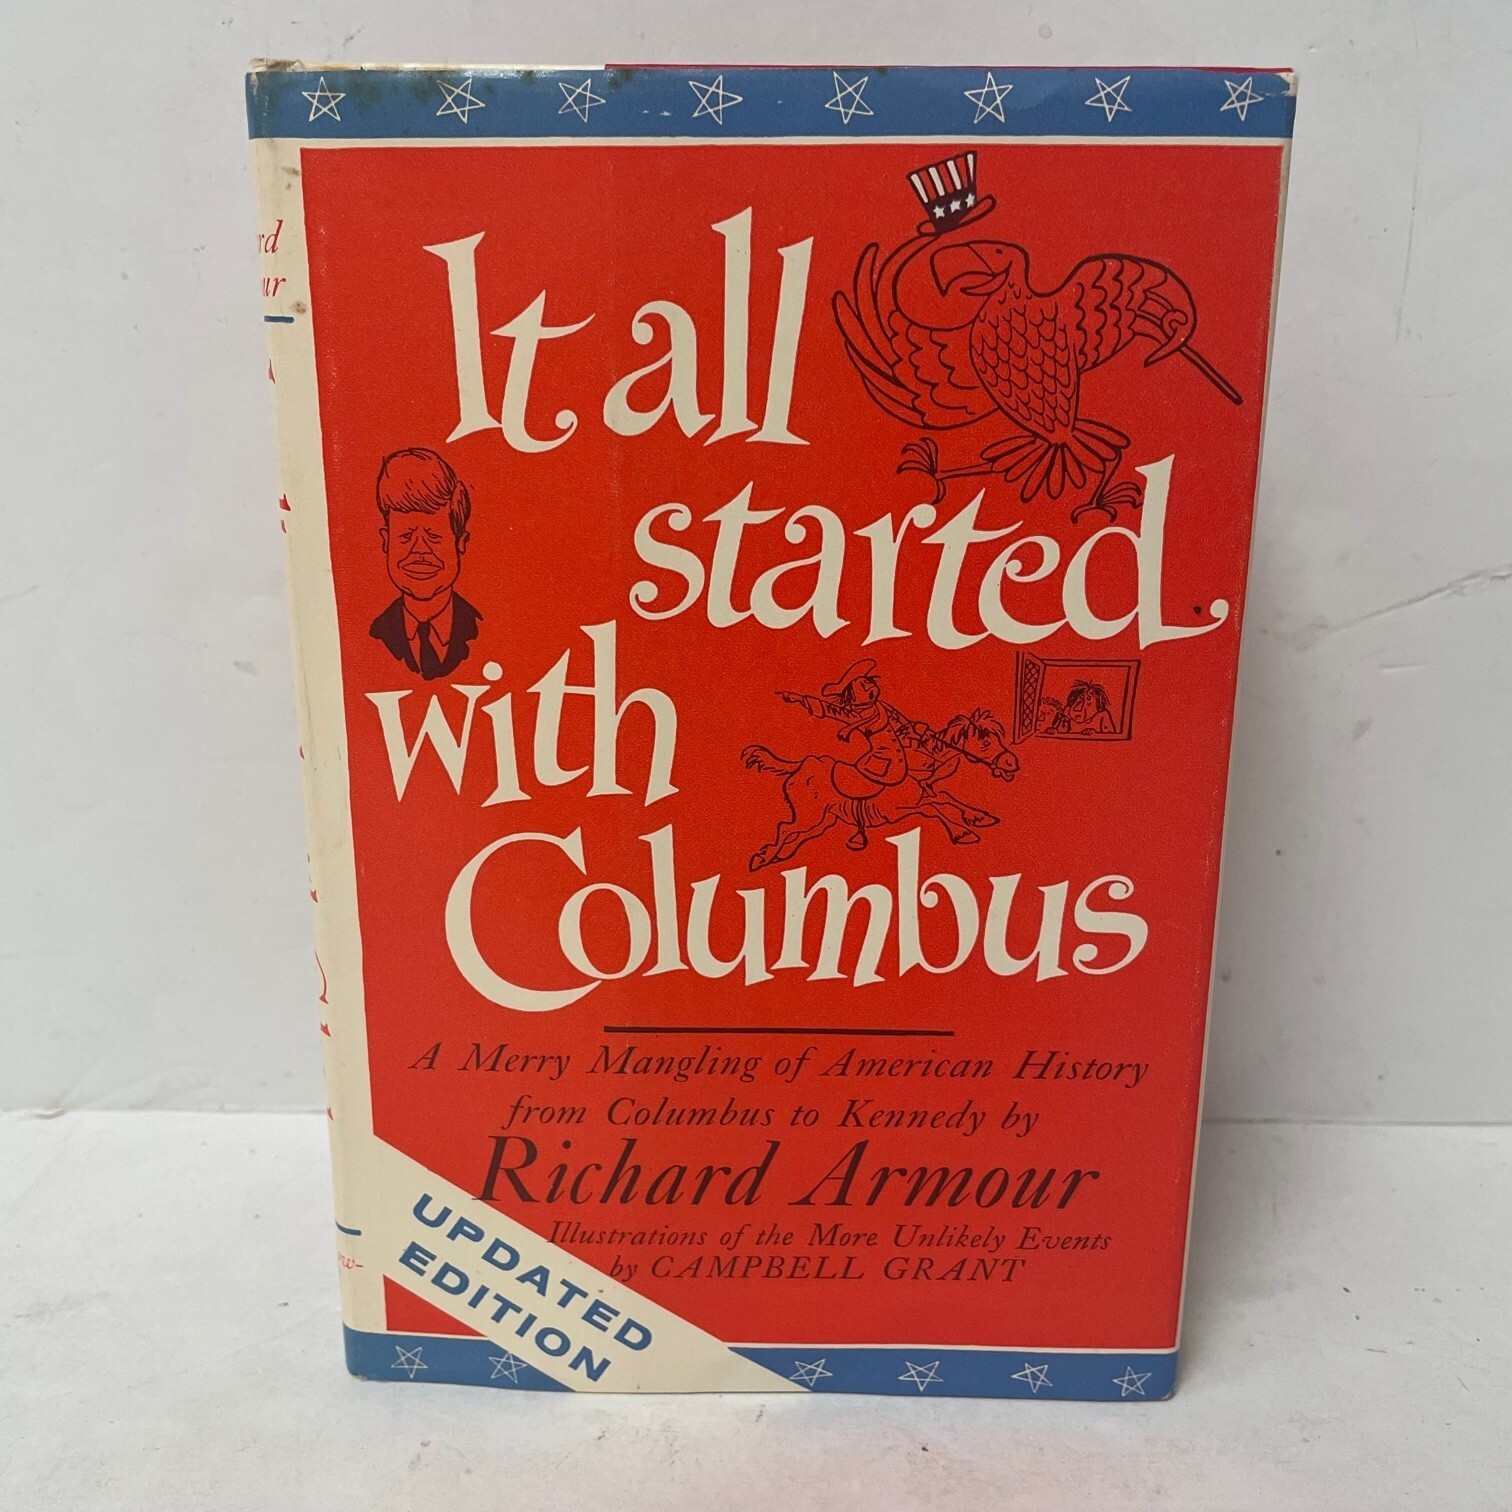 It all
started
with
Columbus
A Merry Mangling of American History
from Columbus to Kennedy by
Richard Armour
Illustrations of the More Unlikely Events
by CAMPBELL GRANT
UPDATED
EDITION